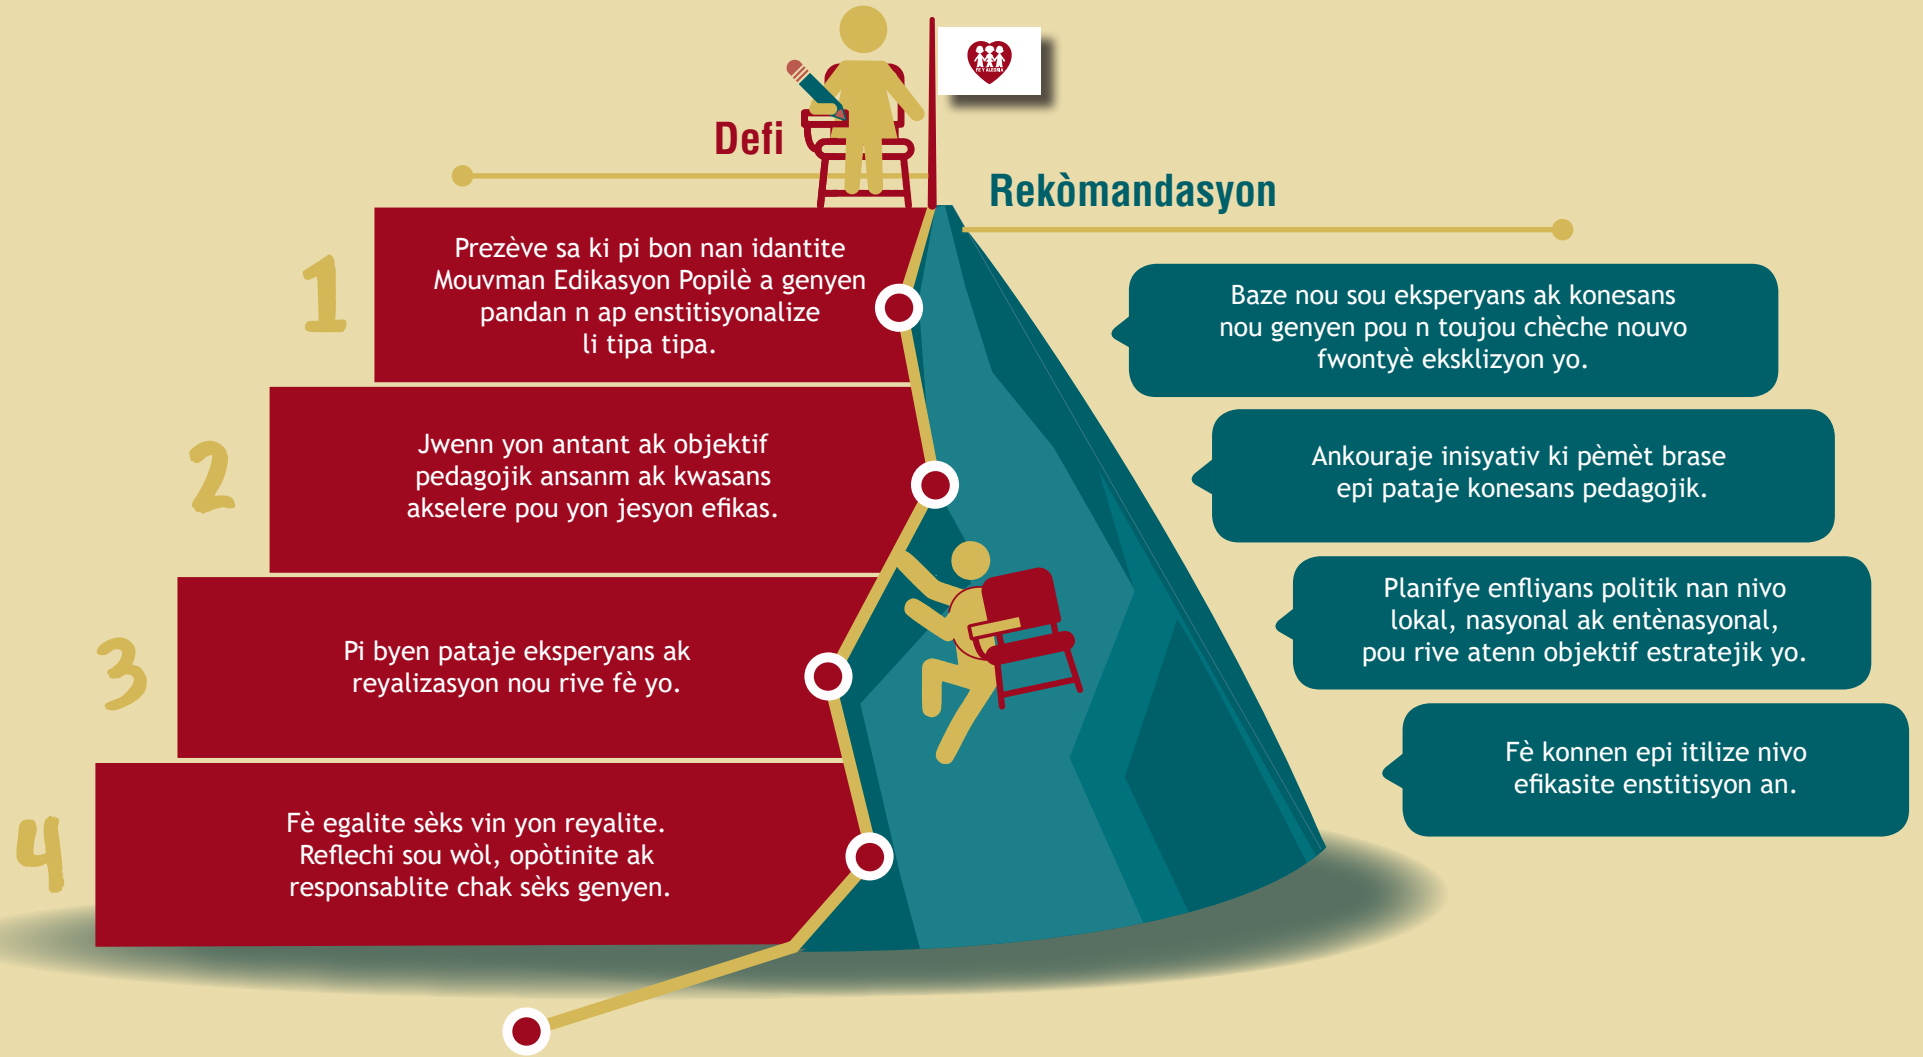 FE Y ALEGRIA
Defi
Rekòmandasyon
1
Prezève sa ki pi bon nan idantite
Mouvman Edikasyon Popilè a genyen
pandan n ap enstitisyonalize
li tipa tipa.
2
Jwenn yon antant ak objektif
pedagojik ansanm ak kwasans
akselere pou yon jesyon efikas.
3
Pi byen pataje eksperyans ak
reyalizasyon nou rive fè yo.
4
Fè egalite sèks vin yon reyalite.
Reflechi sou wòl, opòtinite ak
responsablite chak sèks genyen.
Baze nou sou eksperyans ak konesans
nou genyen pou n toujou chèche nouvo
fwontyè eksklizyon yo.
Ankouraje inisyativ ki pèmèt brase
epi pataje konesans pedagojik.
Planifye enfliyans politik nan nivo
lokal, nasyonal ak entènasyonal,
pou rive atenn objektif estratejik yo.
Fè konnen epi itilize nivo
efikasite enstitisyon an.